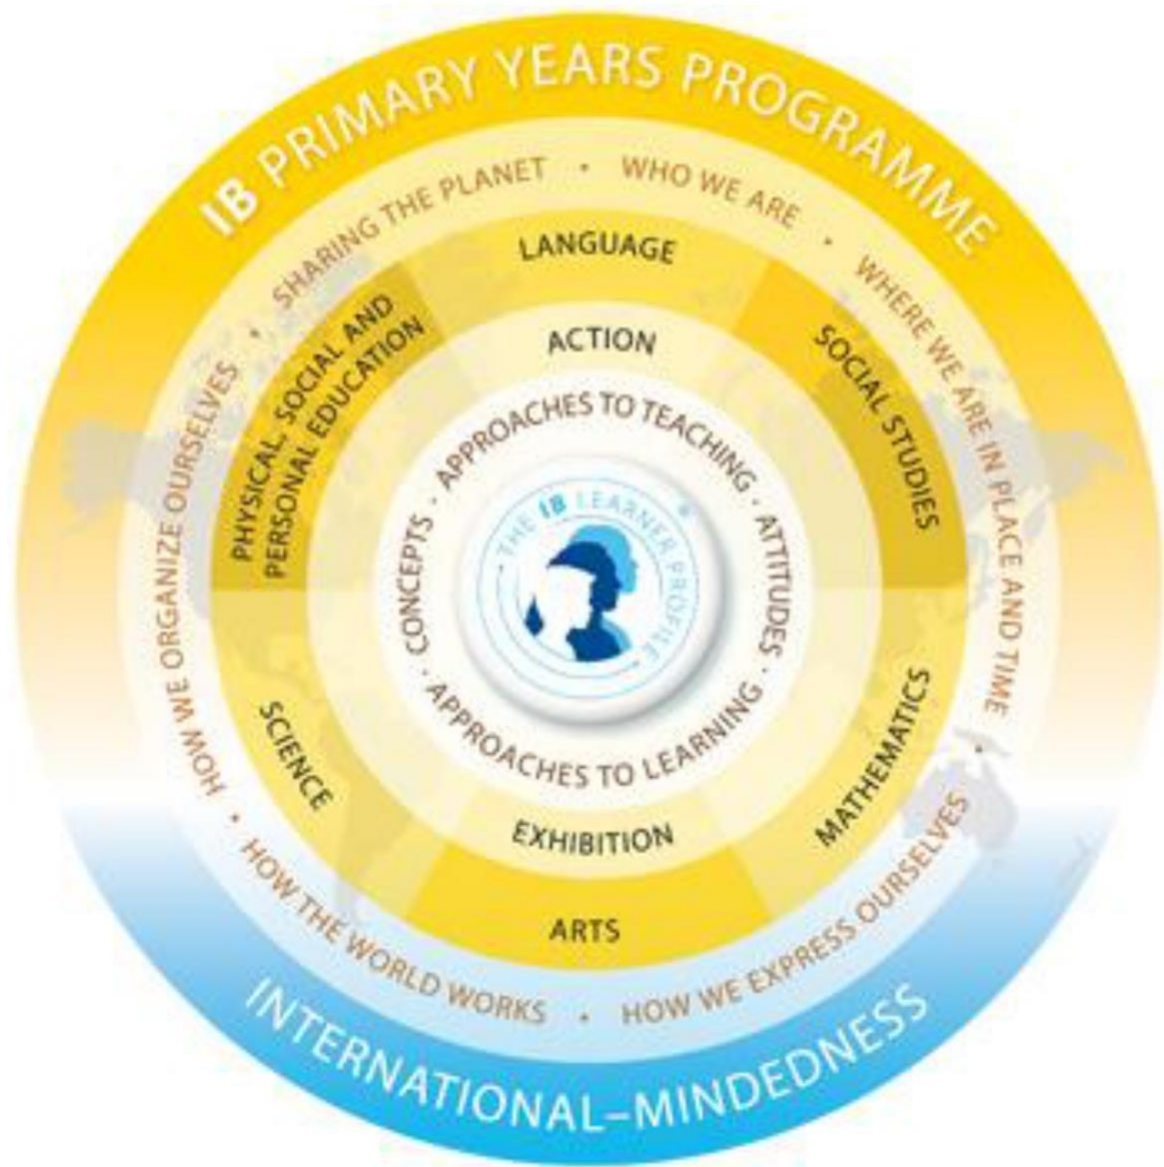 IB PRIMARY YEARS PROGRAMME
SHARING THE PLANET • WHO WE ARE • WHERE WE ARE IN PLACE AND TIME • HOW WE EXPRESS OURSELVES • HOW THE WORLD WORKS • HOW WE ORGANIZE OURSELVES •
LANGUAGE
SOCIAL STUDIES
MATHEMATICS
ARTS
SCIENCE
PHYSICAL, SOCIAL AND
PERSONAL EDUCATION
ACTION
EXHIBITION
APPROACHES TO TEACHING • ATTITUDES • APPROACHES TO LEARNING • CONCEPTS •
THE IB LEARNER PROFILE
INTERNATIONAL–MINDEDNESS